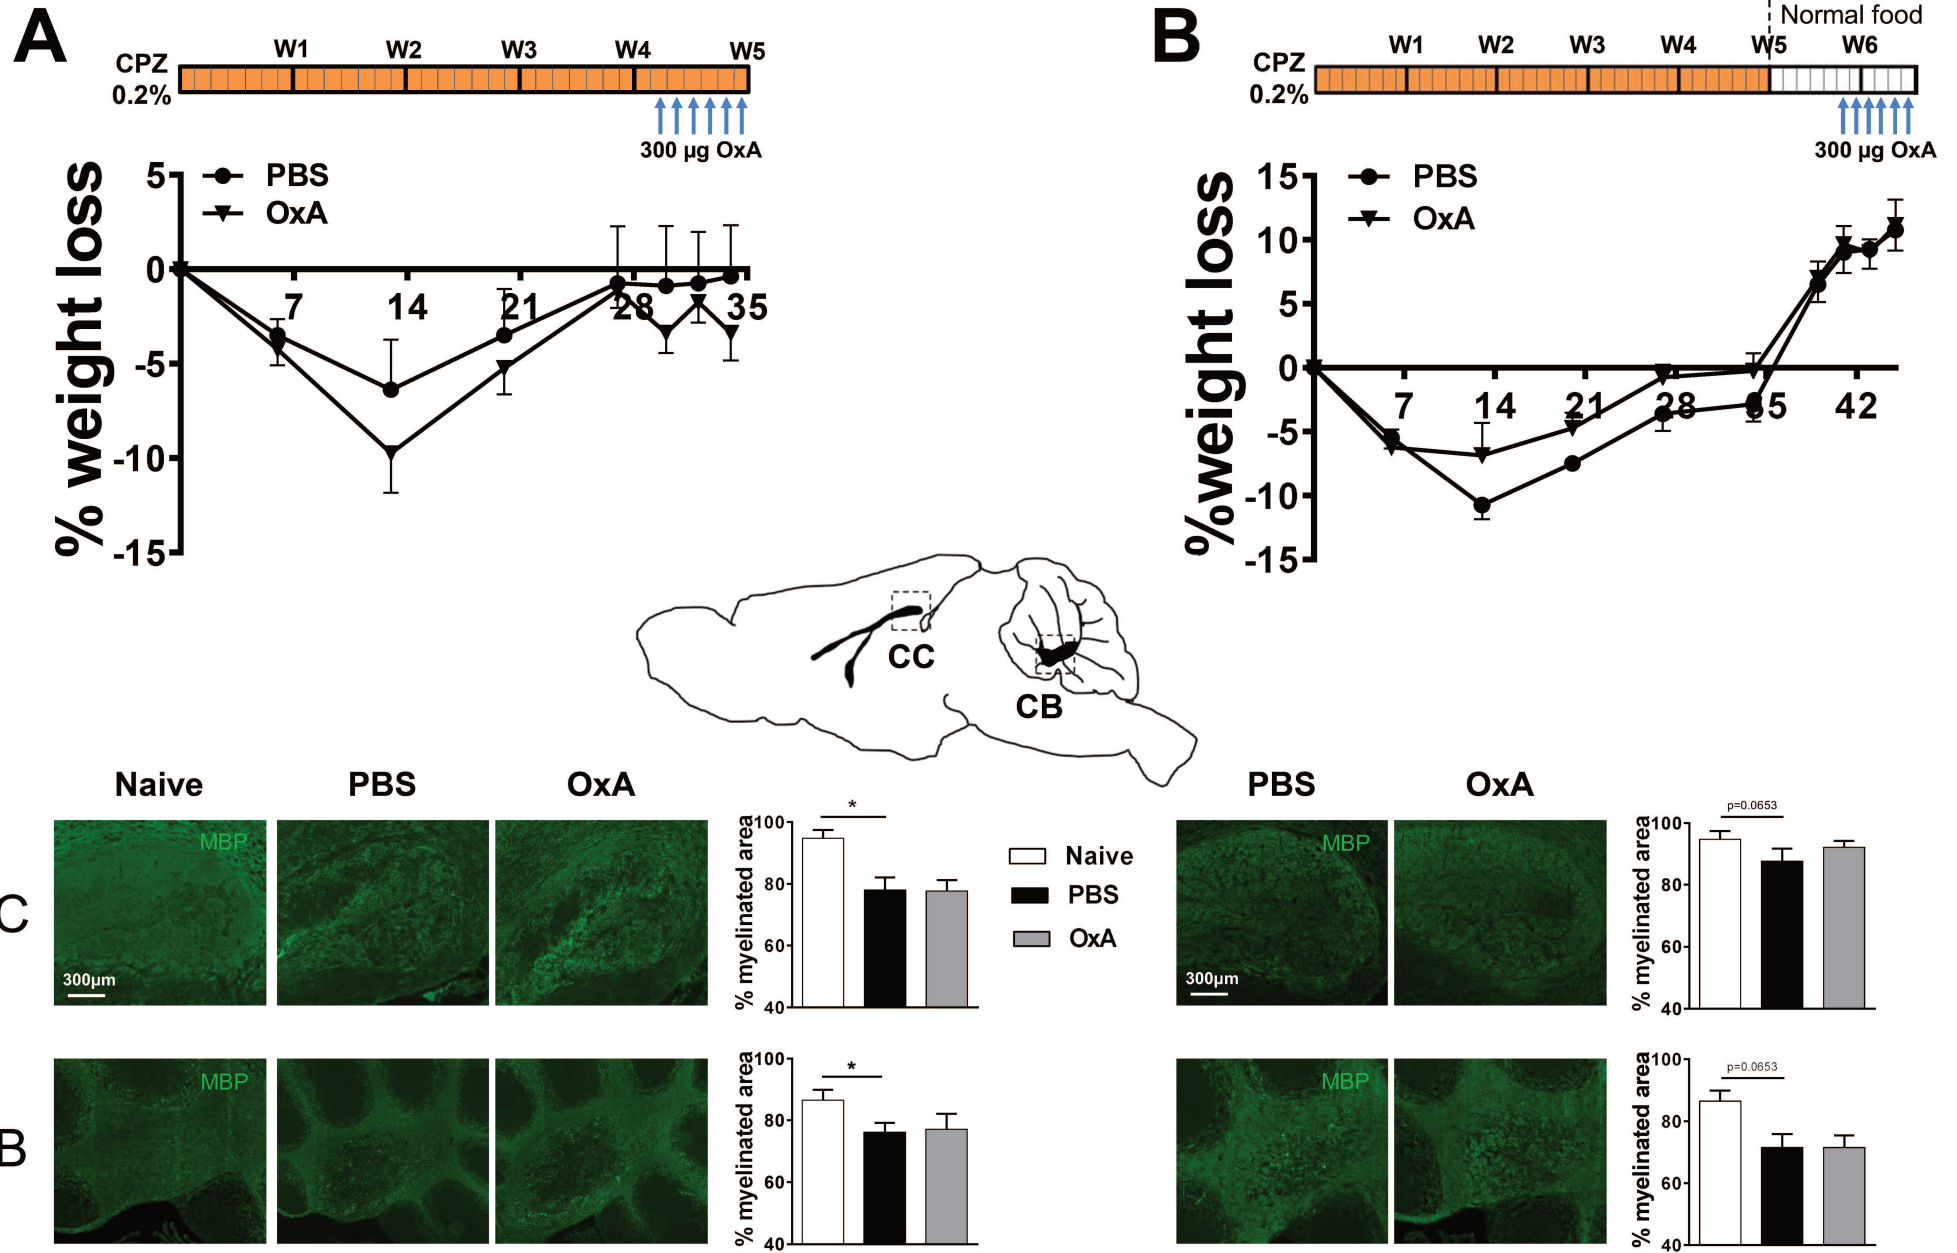 A
W1 W2 W3 W4 W5
CPZ
0.2%
300 µg OxA
% weight loss
PBS
OxA
5
0
-5
-10
-15
7 14 21 28 35
B
Normal food
W1 W2 W3 W4 W5 W6
CPZ
0.2%
300 µg OxA
%weight loss
PBS
OxA
15
10
5
0
-5
-10
-15
7 14 21 28 35 42
CC
CB
Naive PBS OxA
C
MBP
300µm
% myelinated area
100
80
60
40
*
Naive
PBS
OxA
PBS OxA
MBP
300µm
% myelinated area
100
80
60
40
p=0.0653
B
MBP
% myelinated area
100
80
60
40
*
MBP
% myelinated area
100
80
60
40
p=0.0653